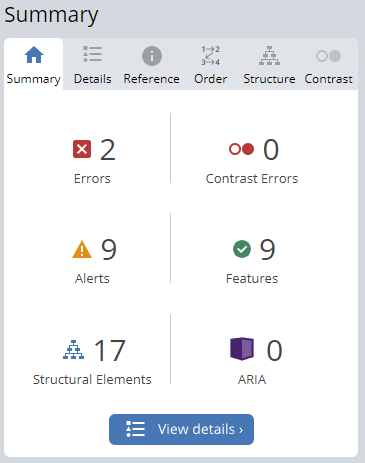 Summary
Summary Details Reference Order Structure Contrast
2 0
Errors Contrast Errors
9 9
Alerts Features
17 0
Structural Elements ARIA
View details ›